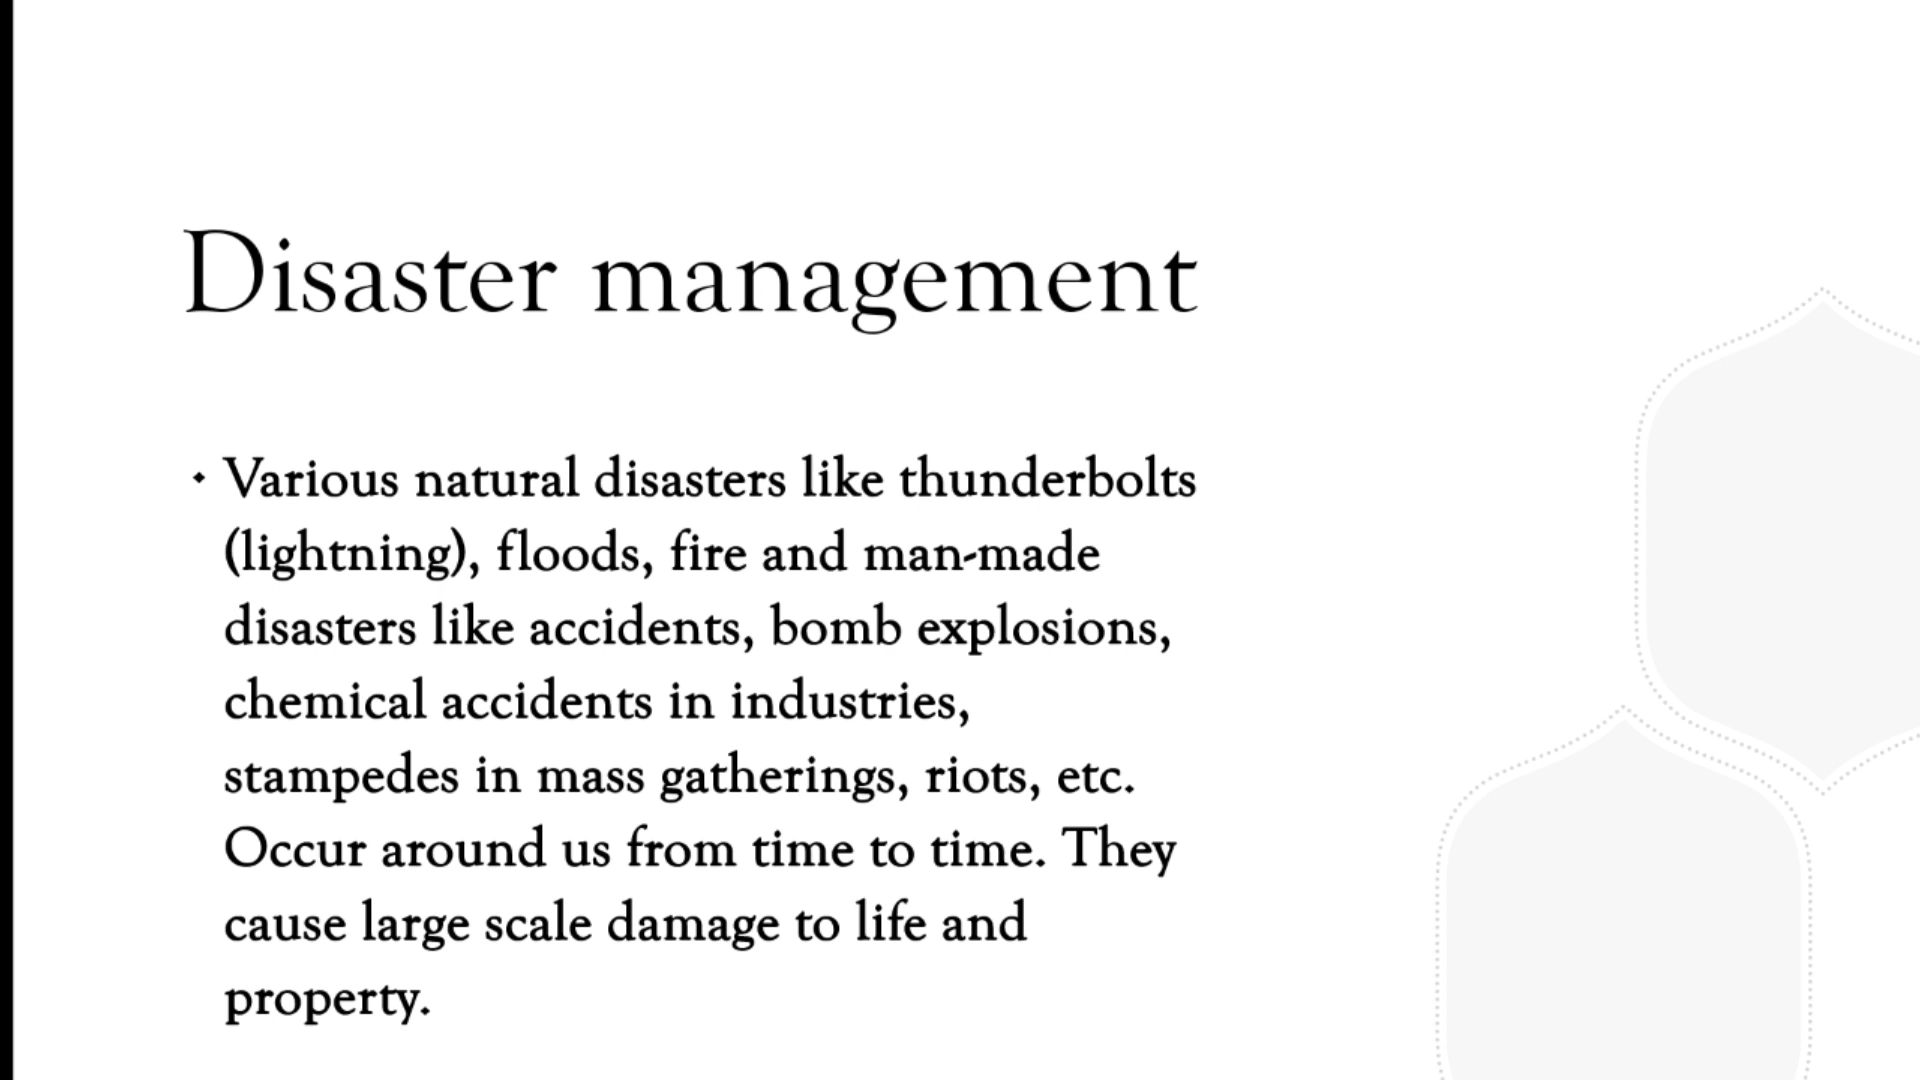 Disaster management
Various natural disasters like thunderbolts
(lightning), floods, fire and man-made
disasters like accidents, bomb explosions,
chemical accidents in industries,
stampedes in mass gatherings, riots, etc.
Occur around us from time to time. They
cause large scale damage to life and
property.